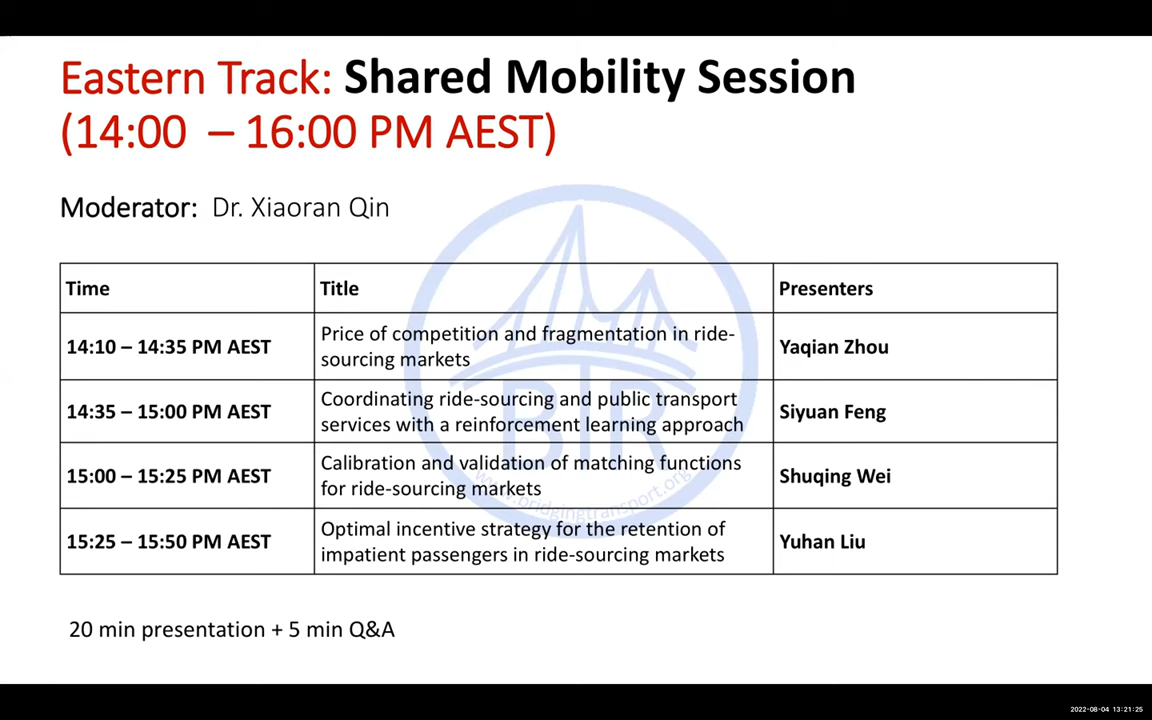 Eastern Track: Shared Mobility Session
(14:00 – 16:00 PM AEST)
Moderator: Dr. Xiaoran Qin
Time
Title
Presenters
14:10 – 14:35 PM AEST
Price of competition and fragmentation in ride-
sourcing markets
Yaqian Zhou
14:35 – 15:00 PM AEST
Coordinating ride-sourcing and public transport
services with a reinforcement learning approach
Siyuan Feng
15:00 – 15:25 PM AEST
Calibration and validation of matching functions
for ride-sourcing markets
Shuqing Wei
15:25 – 15:50 PM AEST
Optimal incentive strategy for the retention of
impatient passengers in ride-sourcing markets
Yuhan Liu
BTR
www.bridgingtransport.org
20 min presentation + 5 min Q&A
2022-08-04 13:21:25